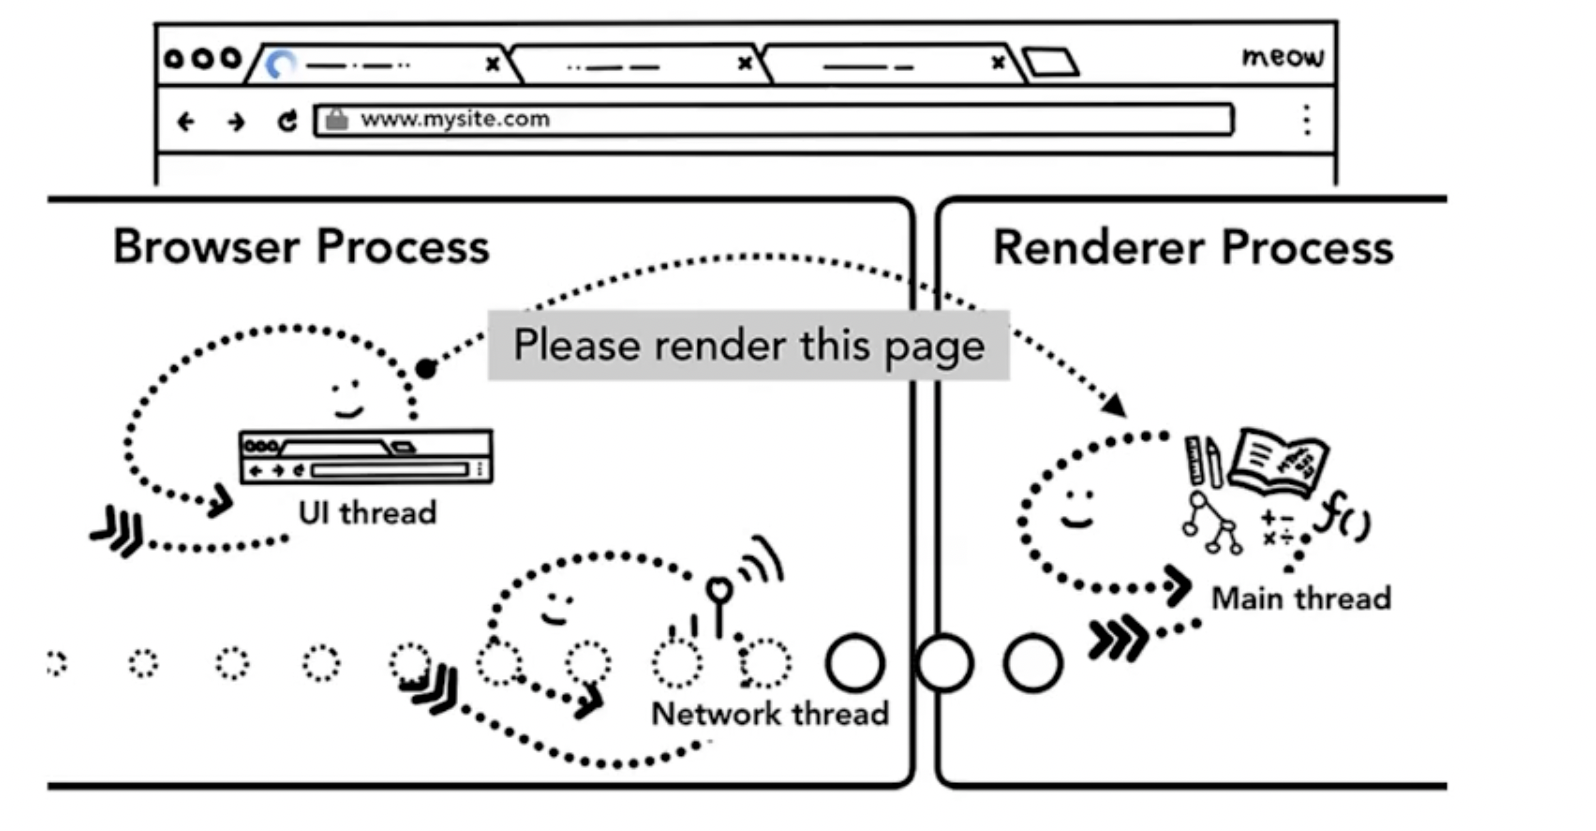 meow
www.mysite.com
Browser Process
Renderer Process
Please render this page
UI thread
f()
Main thread
Network thread